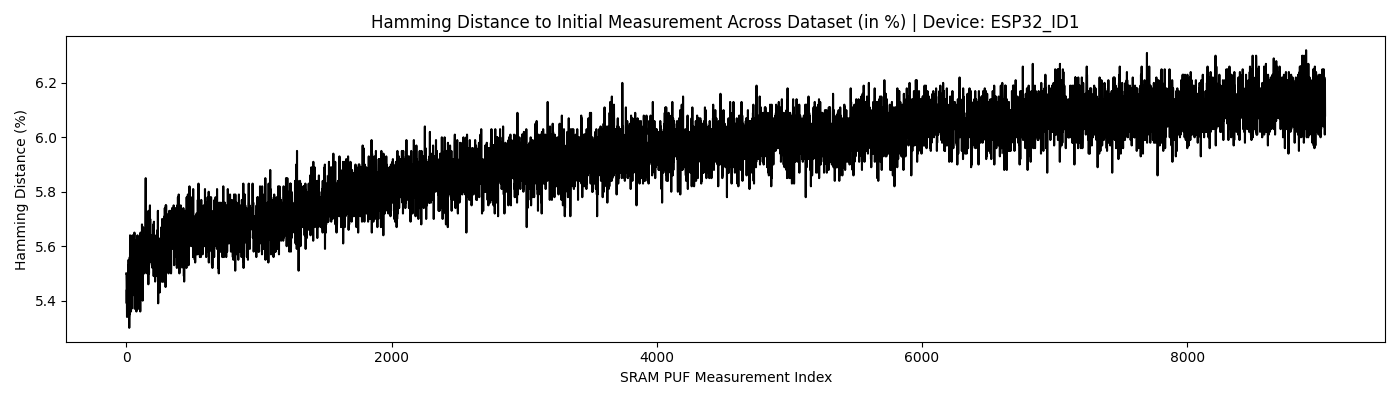 Hamming Distance to Initial Measurement Across Dataset (in %) | Device: ESP32_ID1
Hamming Distance (%)
6.2
6.0
5.8
5.6
5.4
0 2000 4000 6000 8000
SRAM PUF Measurement Index